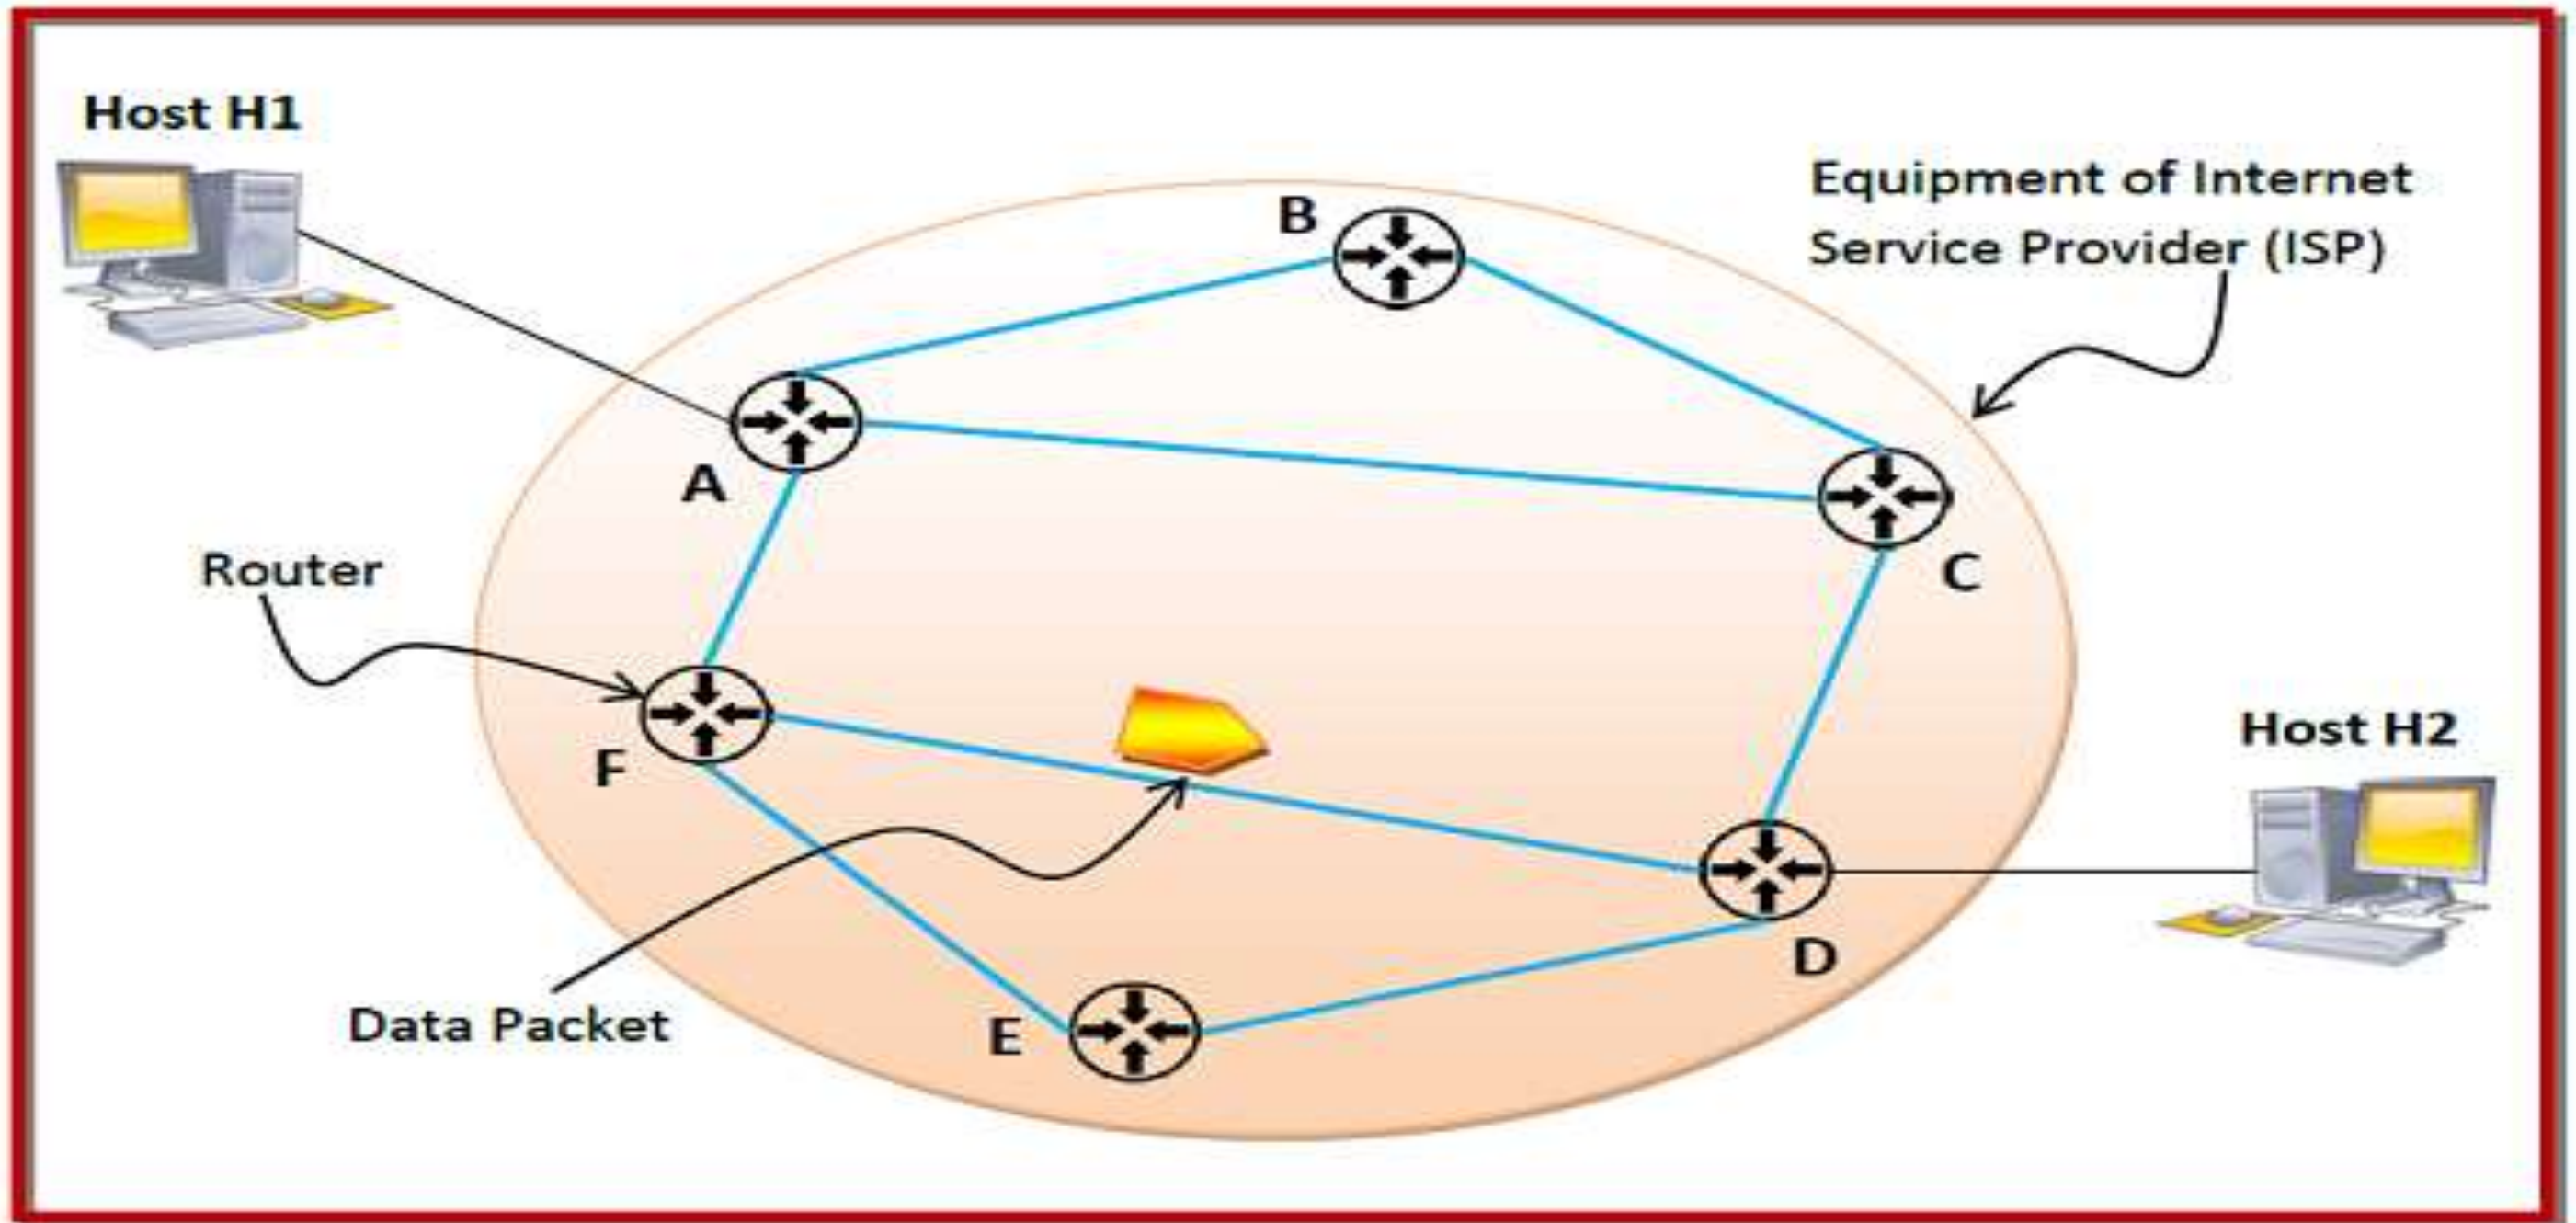 Host H1
Equipment of Internet
Service Provider (ISP)
B
A
C
Router
F
Host H2
D
E
Data Packet